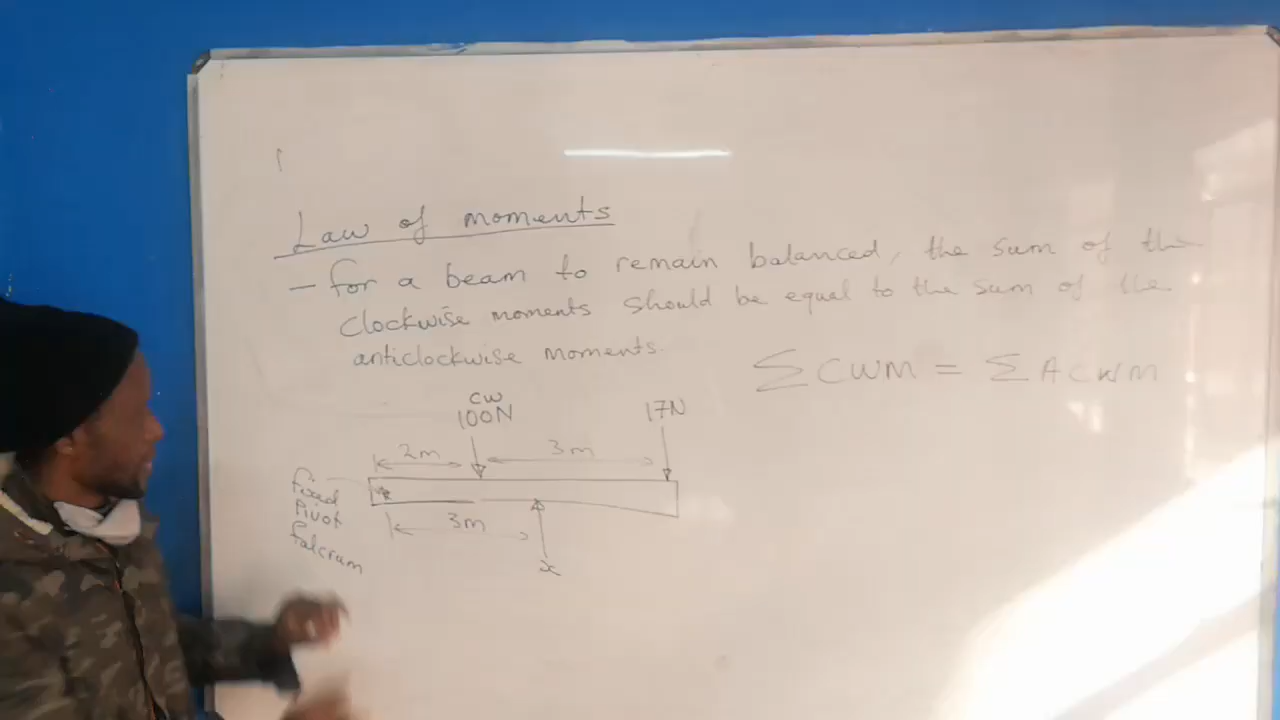 Law of moments
- for a beam to remain balanced, the sum of the
clockwise moments should be equal to the sum of the
anticlockwise moments.
∑CWM = ∑ACWM
CW
100N
17N
2m
3m
fixed
Pivot
falcrum
3m
x